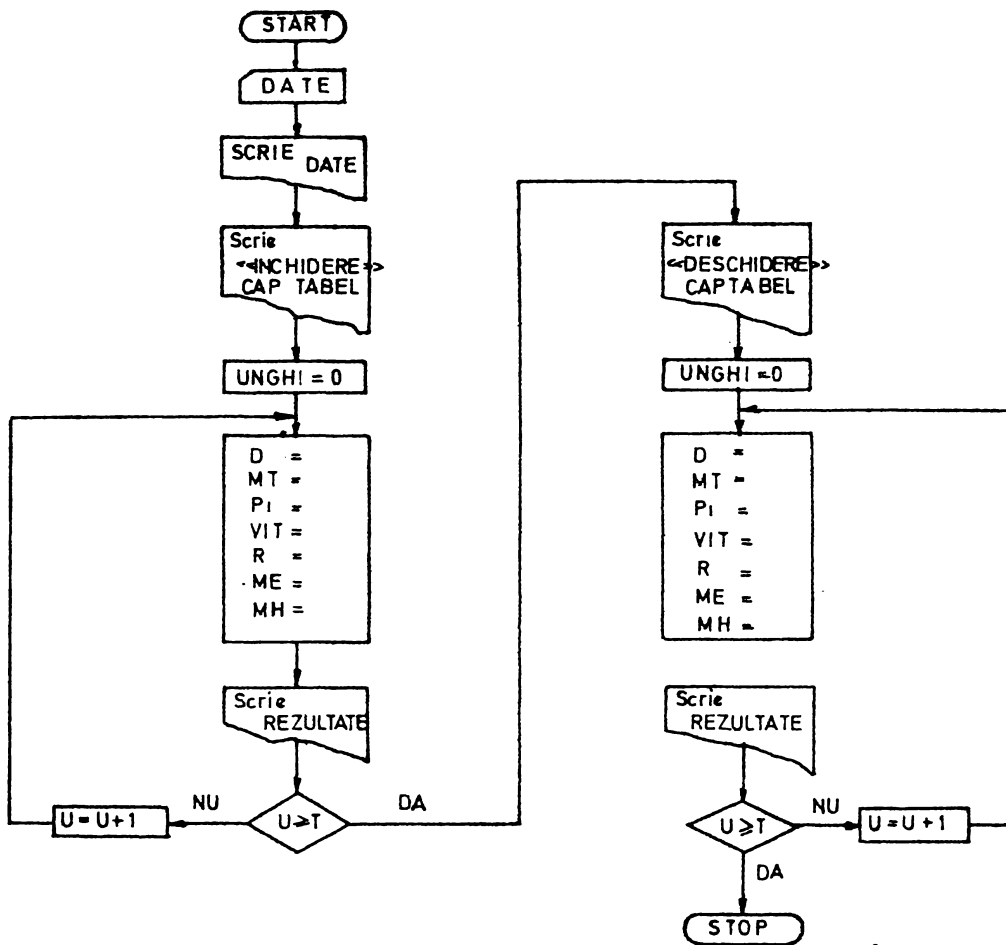 START
DATE
SCRIE
DATE
Scrie
<<INCHIDERE>>
CAP TABEL
UNGHI = 0
D =
MT =
PI =
VIT =
R =
ME =
MH =
Scrie
REZULTATE
U ≥ T
NU
DA
U = U+1
Scrie
<<DESCHIDERE>>
CAP TABEL
UNGHI = 0
D =
MT =
PI =
VIT =
R =
ME =
MH =
Scrie
REZULTATE
U ≥ T
NU
U = U + 1
DA
STOP